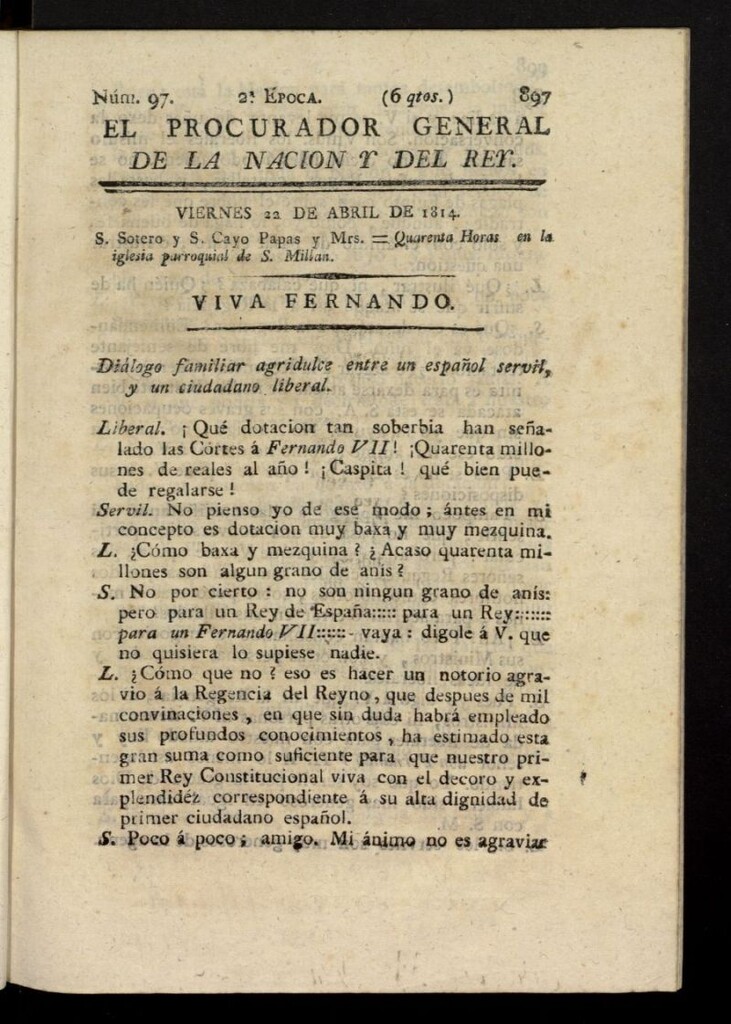 Núm. 97. 2ª ÉPOCA. (6 qtos.) 897
EL PROCURADOR GENERAL
DE LA NACION Y DEL REY.
VIERNES 22 DE ABRIL DE 1814.
S. Sotero y S. Cayo Papas y Mrs. = Quarenta Horas en la
iglesia parroquial de S. Millan.
VIVA FERNANDO.
Diálogo familiar agridulce entre un español servil,
y un ciudadano liberal.
Liberal. ¡Qué dotacion tan soberbia han seña-
lado las Córtes á Fernando VII! ¡Quarenta millo-
nes de reales al año! ¡Caspita! qué bien pue-
de regalarse!
Servil. No pienso yo de ese modo; ántes en mi
concepto es dotacion muy baxa y muy mezquina.
L. ¿Cómo baxa y mezquina? ¿Acaso quarenta mi-
llones son algun grano de anís?
S. No por cierto: no son ningun grano de anís:
pero para un Rey de España::::: para un Rey::::::
para un Fernando VII::::: vaya: digole á V. que
no quisiera lo supiese nadie.
L. ¿Cómo que no? eso es hacer un notorio agra-
vio á la Regencia del Reyno, que despues de mil
convinaciones, en que sin duda habrá empleado
sus profundos conocimientos, ha estimado esta
gran suma como suficiente para que nuestro pri-
mer Rey Constitucional viva con el decoro y ex-
plendidéz correspondiente á su alta dignidad de
primer ciudadano español.
S. Poco á poco; amigo. Mi ánimo no es agraviar